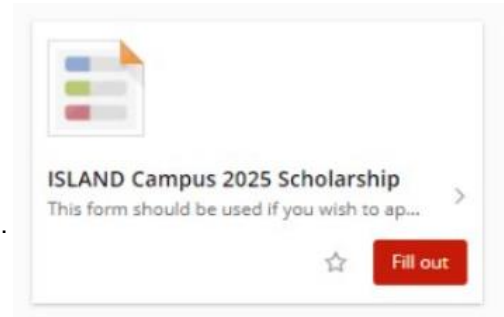 ISLAND Campus 2025 Scholarship
This form should be used if you wish to ap...
.
Fill out